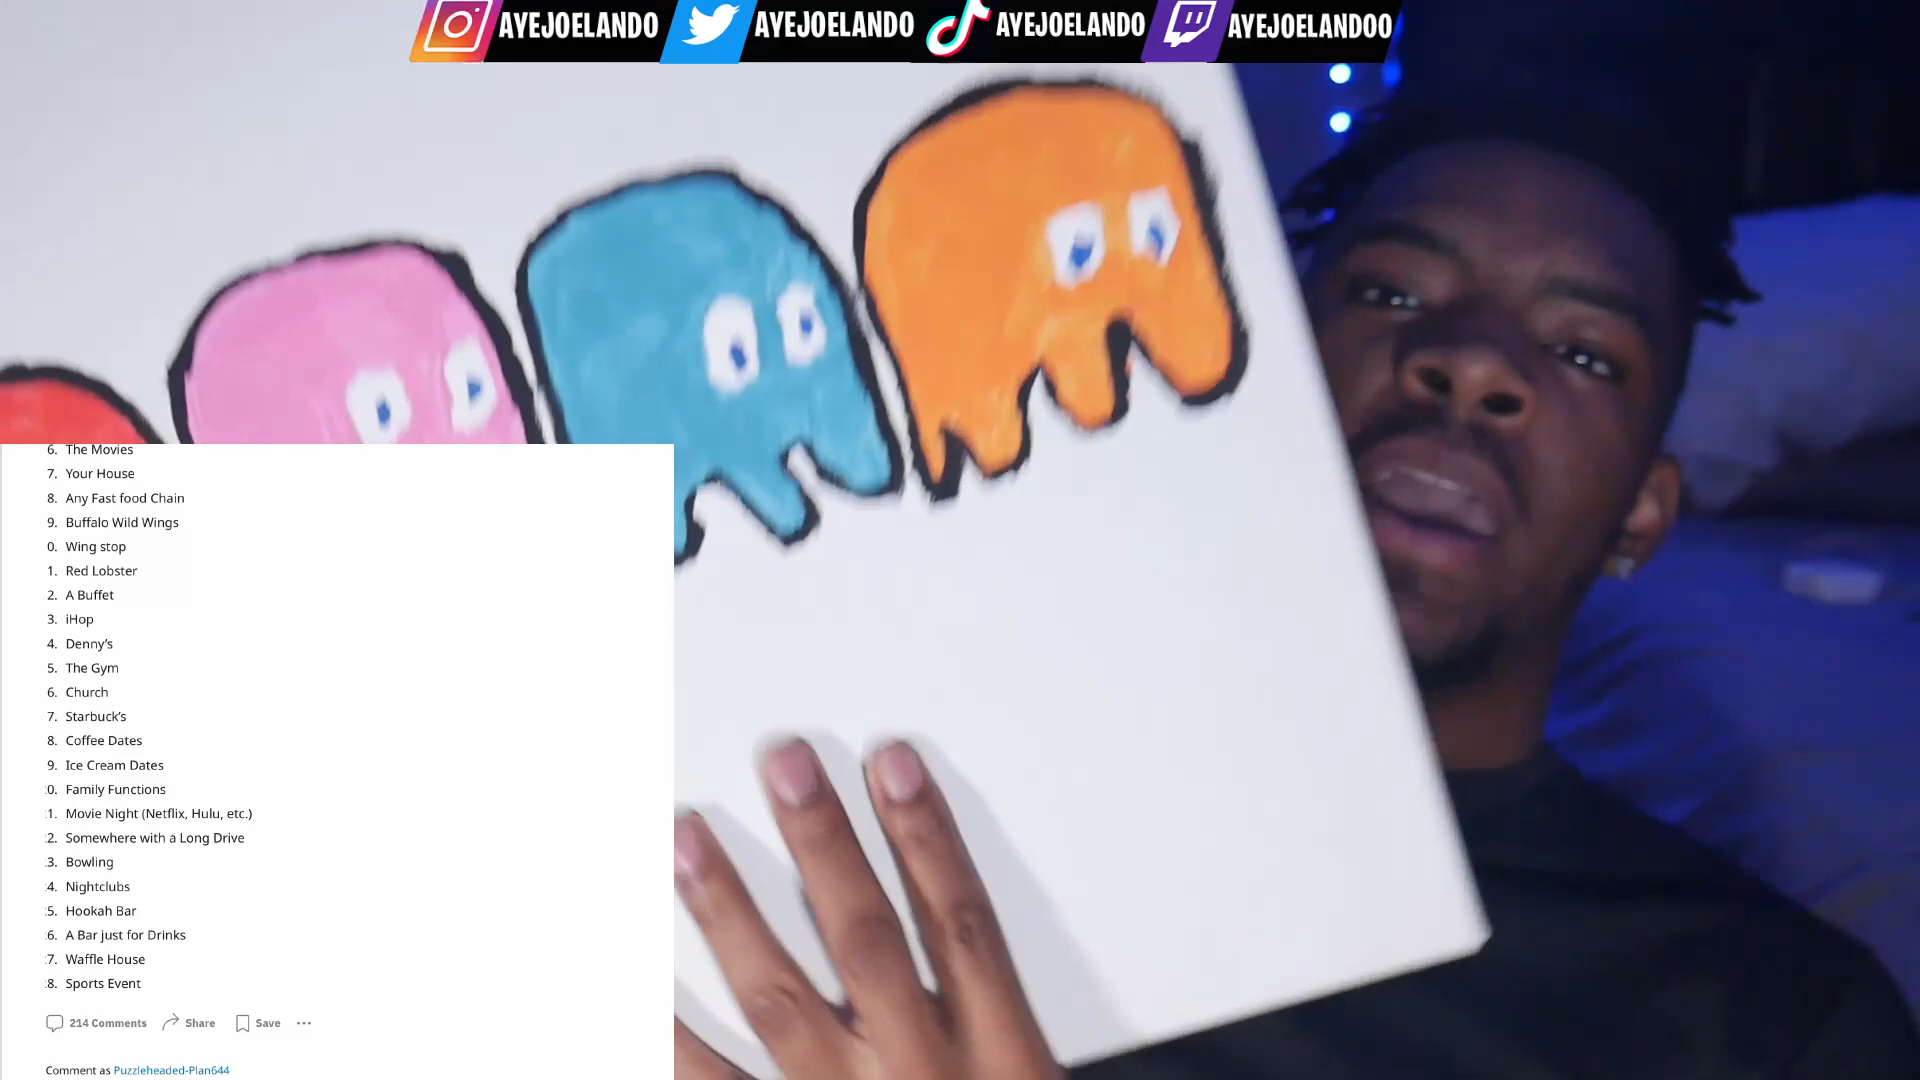 AYEJOELANDO AYEJOELANDO AYEJOELANDO AYEJOELANDOO
6. The Movies
7. Your House
8. Any Fast food Chain
9. Buffalo Wild Wings
0. Wing stop
1. Red Lobster
2. A Buffet
3. iHop
4. Denny's
5. The Gym
6. Church
7. Starbuck's
8. Coffee Dates
9. Ice Cream Dates
0. Family Functions
1. Movie Night (Netflix, Hulu, etc.)
2. Somewhere with a Long Drive
3. Bowling
4. Nightclubs
5. Hookah Bar
6. A Bar just for Drinks
7. Waffle House
8. Sports Event
214 Comments Share Save ...
Comment as Puzzleheaded-Plan644